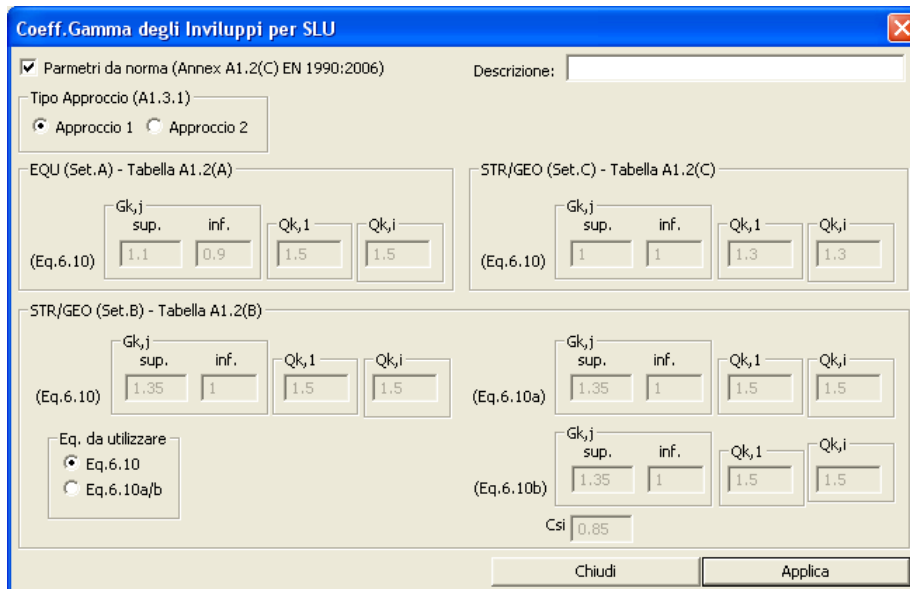 Coeff.Gamma degli Inviluppi per SLU
Parmetri da norma (Annex A1.2(C) EN 1990:2006)
Descrizione:
Tipo Approccio (A1.3.1)
Approccio 1 Approccio 2
EQU (Set.A) - Tabella A1.2(A)
Gk,j
sup. inf. Qk,1 Qk,i
(Eq.6.10) 1.1 0.9 1.5 1.5
STR/GEO (Set.C) - Tabella A1.2(C)
Gk,j
sup. inf. Qk,1 Qk,i
(Eq.6.10) 1 1 1.3 1.3
STR/GEO (Set.B) - Tabella A1.2(B)
Gk,j
sup. inf. Qk,1 Qk,i
(Eq.6.10) 1.35 1 1.5 1.5
Eq. da utilizzare
Eq.6.10
Eq.6.10a/b
Gk,j
sup. inf. Qk,1 Qk,i
(Eq.6.10a) 1.35 1 1.5 1.5
Gk,j
sup. inf. Qk,1 Qk,i
(Eq.6.10b) 1.35 1 1.5 1.5
Csi 0.85
Chiudi Applica